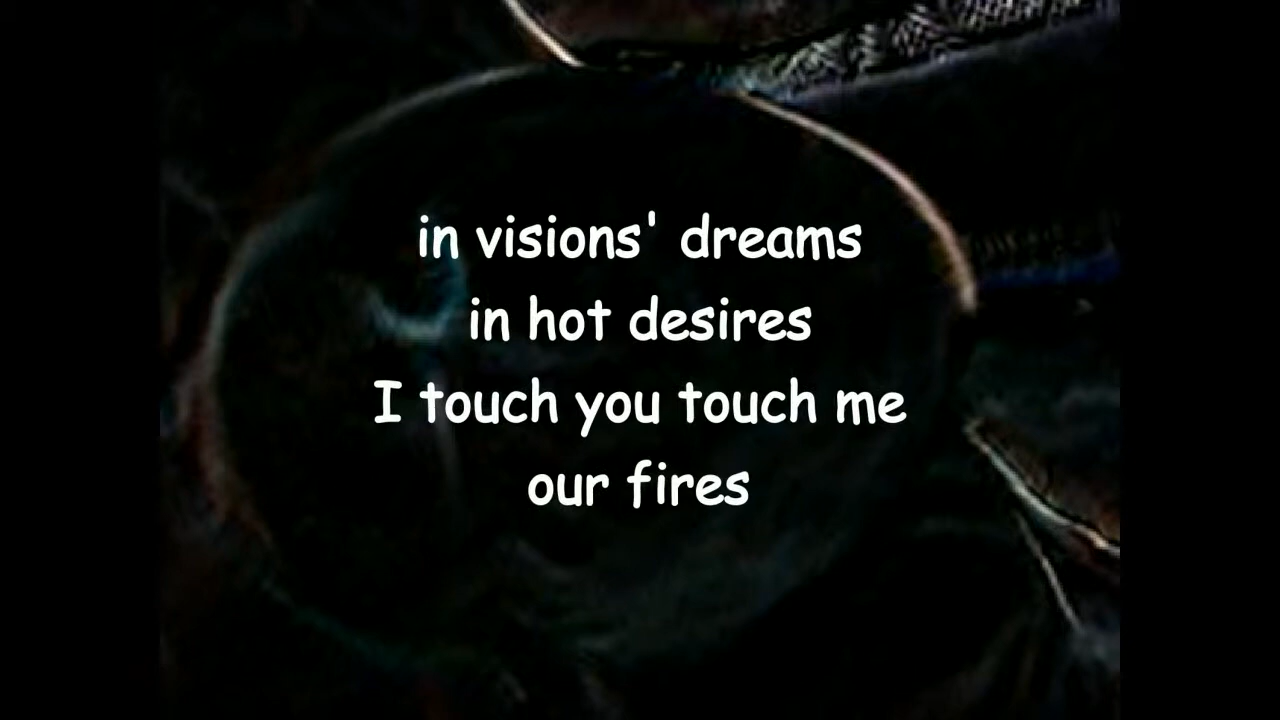 in visions' dreams
in hot desires
I touch you touch me
our fires